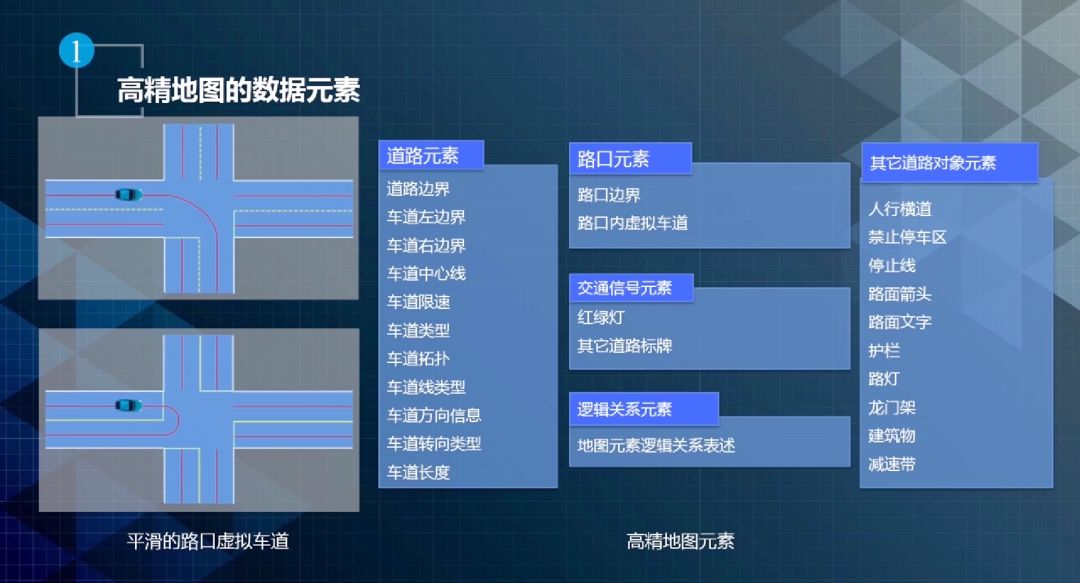 1
高精地图的数据元素
道路元素
道路边界
车道左边界
车道右边界
车道中心线
车道限速
车道类型
车道拓扑
车道线类型
车道方向信息
车道转向类型
车道长度
路口元素
路口边界
路口内虚拟车道
交通信号元素
红绿灯
其它道路标牌
逻辑关系元素
地图元素逻辑关系表述
其它道路对象元素
人行横道
禁止停车区
停止线
路面箭头
路面文字
护栏
路灯
龙门架
建筑物
减速带
平滑的路口虚拟车道
高精地图元素